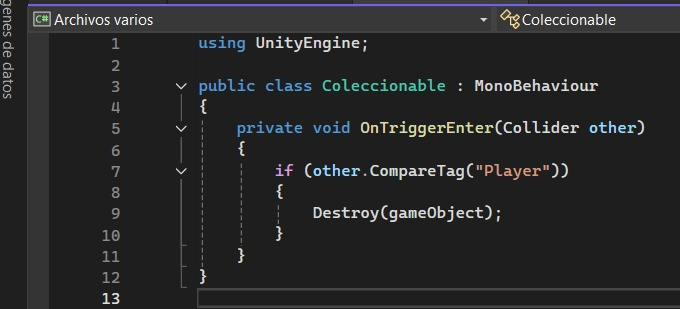 genes de datos
C# Archivos varios
Coleccionable
1 using UnityEngine;
2
3 public class Coleccionable : MonoBehaviour
4 {
5 private void OnTriggerEnter(Collider other)
6 {
7 if (other.CompareTag("Player"))
8 {
9 Destroy(gameObject);
10 }
11 }
12 }
13